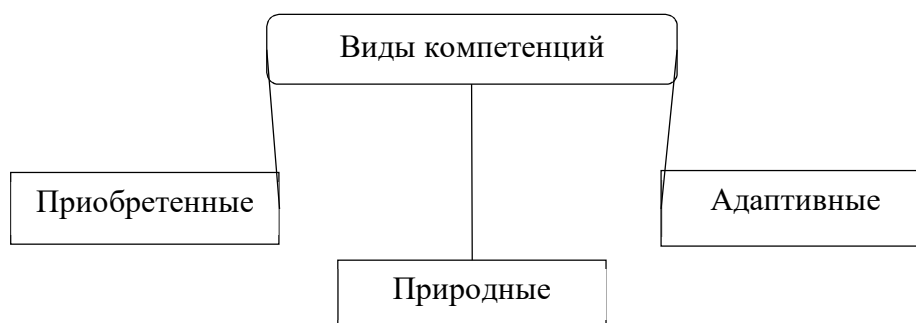 Виды компетенций
Приобретенные
Адаптивные
Природные